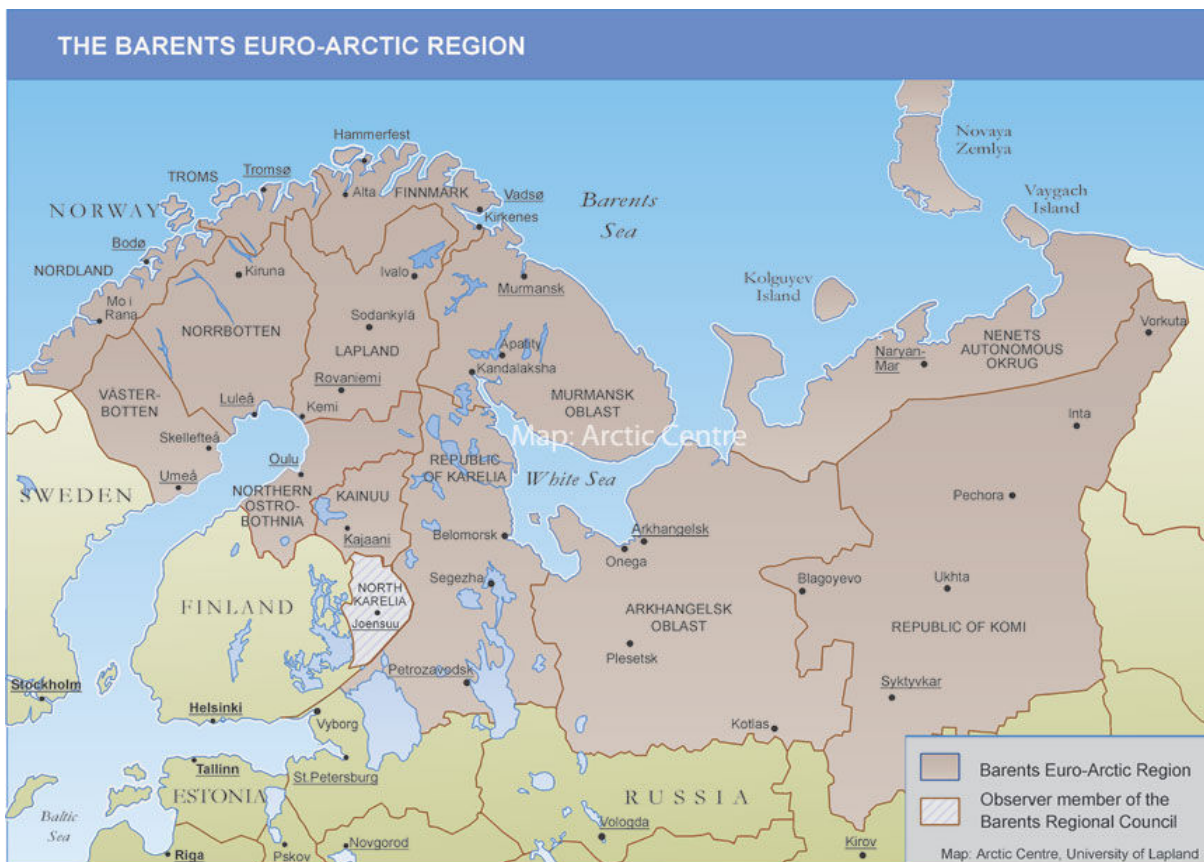 THE BARENTS EURO-ARCTIC REGION
Hammerfest
Novaya
Zemlya
Tromsø
TROMS
Alta
FINNMARK
Vadsø
Vaygach
Island
NORWAY
Kirkenes
Barents
Sea
Bodø
NORDLAND
Kiruna
Ivalo
Murmansk
Kolguyev
Island
Mo i
Rana
NORRBOTTEN
Sodankylä
LAPLAND
Apatity
Kandalaksha
Naryan-
Mar
NENETS
AUTONOMOUS
OKRUG
Vorkuta
VÄSTER-
BOTTEN
Rovaniemi
MURMANSK
OBLAST
Luleå
Kemi
Inta
Map: Arctic Centre
Skellefteå
Umeå
Oulu
REPUBLIC
OF KARELIA
White Sea
SWEDEN
NORTHERN
OSTRO-
BOTHNIA
KAINUU
Pechora
Kajaani
Belomorsk
Arkhangelsk
Onega
Segezha
Blagoyevo
Ukhta
FINLAND
NORTH
KARELIA
Joensuu
ARKHANGELSK
OBLAST
REPUBLIC OF KOMI
Plesetsk
Petrozavodsk
Syktyvkar
Stockholm
Helsinki
Vyborg
Kotlas
Tallinn
St.Petersburg
ESTONIA
RUSSIA
Baltic
Sea
Riga
Pskov
Novgorod
Vologda
Kirov
Barents Euro-Arctic Region
Observer member of the
Barents Regional Council
Map: Arctic Centre, University of Lapland